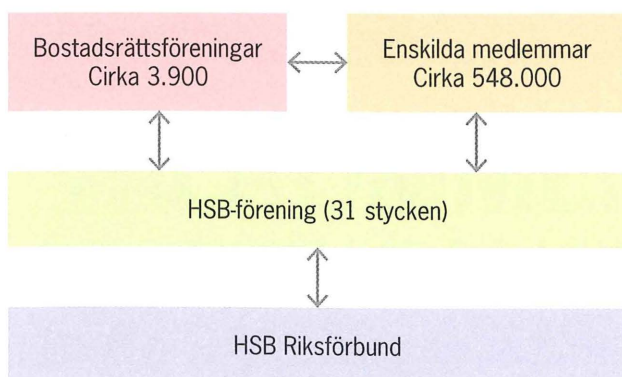 Bostadsrättsföreningar
Cirka 3.900
Enskilda medlemmar
Cirka 548.000
HSB-förening (31 stycken)
HSB Riksförbund